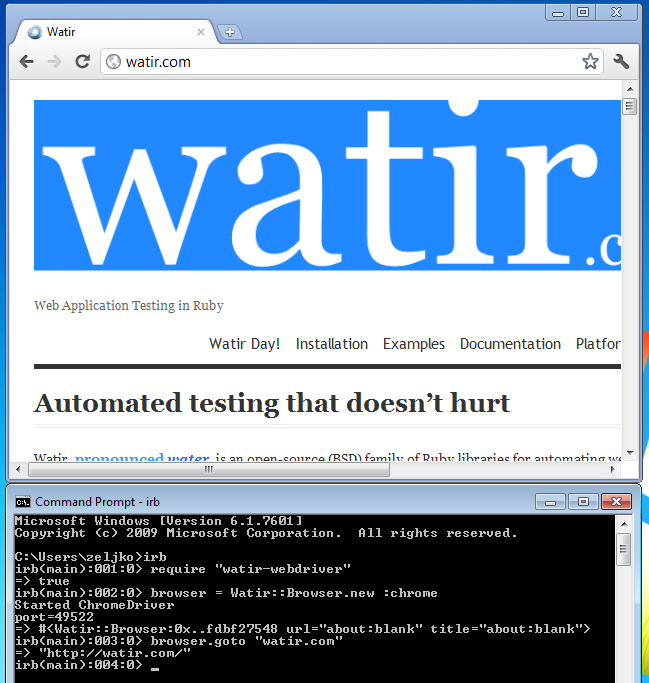 Watir
watir.com
watir.c
Web Application Testing in Ruby
Watir Day! Installation Examples Documentation Platfor
Automated testing that doesn't hurt
Watir, pronounced water, is an open-source (BSD) family of Ruby libraries for automating we
Command Prompt - irb
Microsoft Windows [Version 6.1.7601]
Copyright (c) 2009 Microsoft Corporation. All rights reserved.
C:\Users\zeljko>irb
irb(main):001:0> require "watir-webdriver"
=> true
irb(main):002:0> browser = Watir::Browser.new :chrome
Started ChromeDriver
port=49522
=> #<Watir::Browser:0x..fdbf27548 url="about:blank" title="about:blank">
irb(main):003:0> browser.goto "watir.com"
=> "http://watir.com/"
irb(main):004:0> _